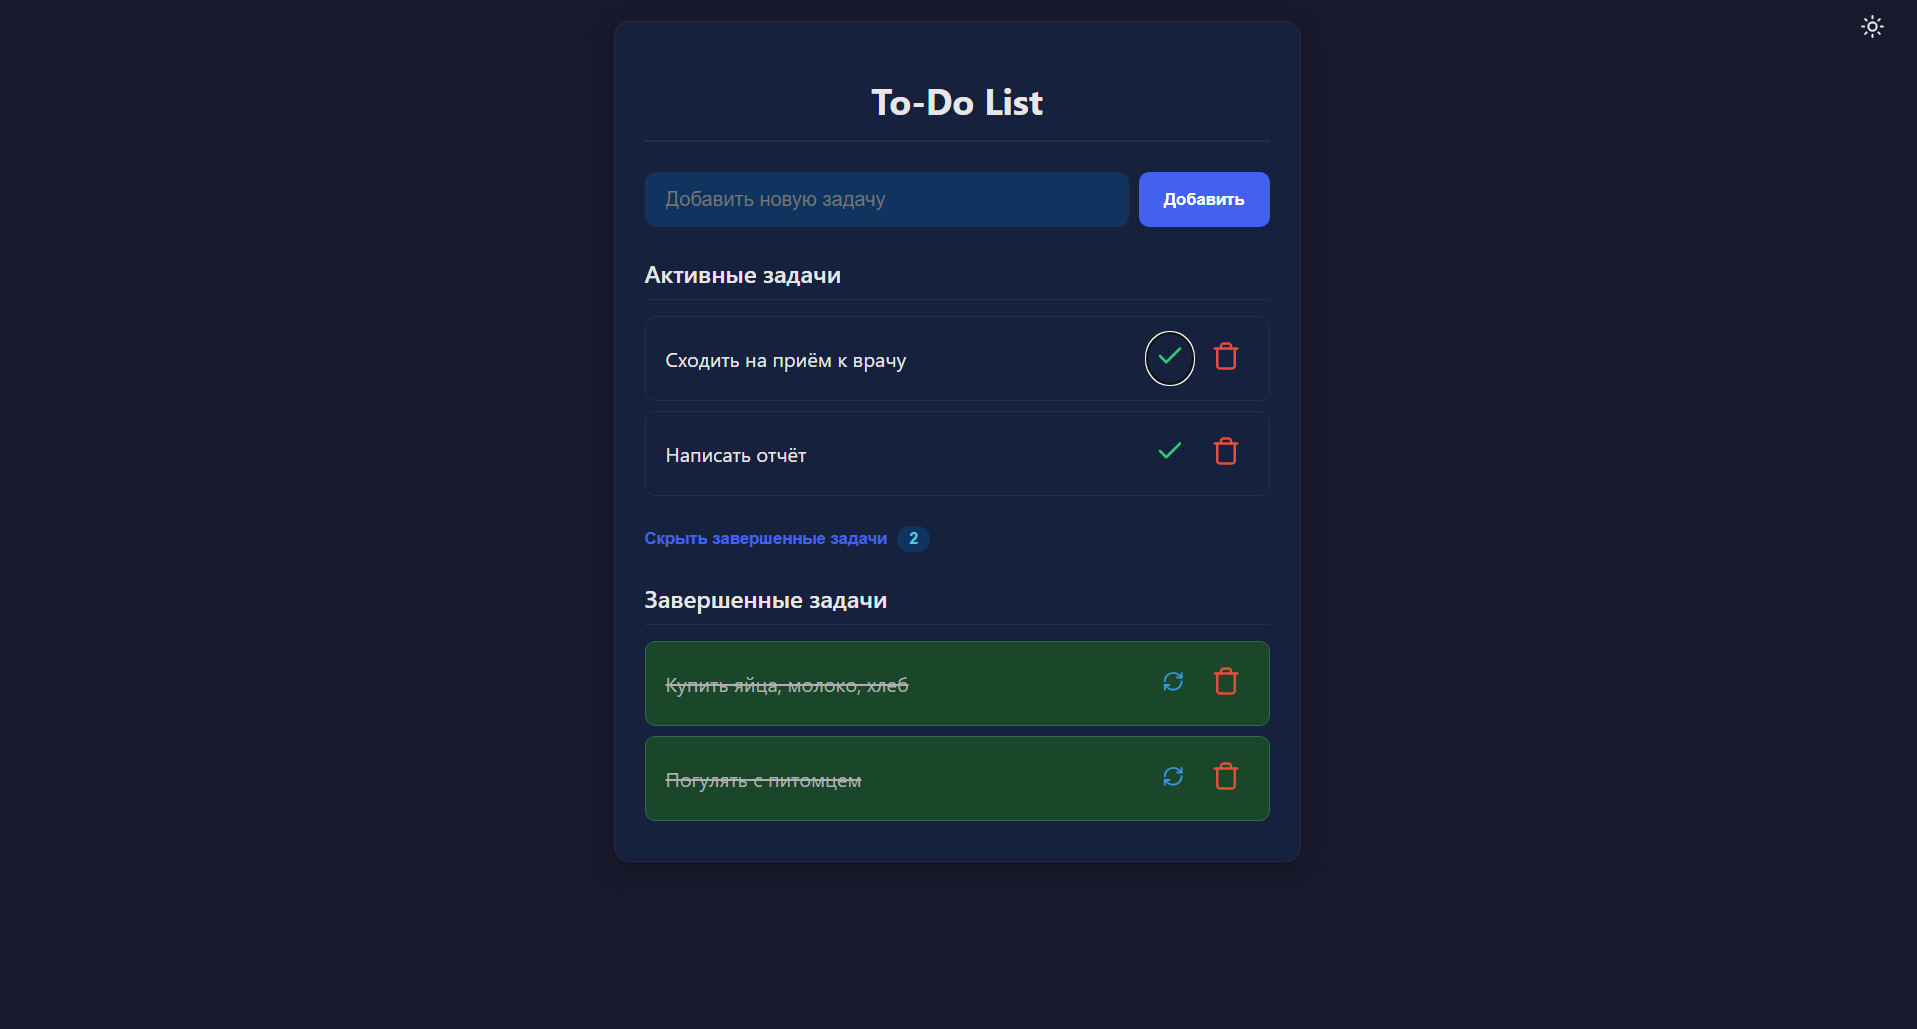 To-Do List
Добавить новую задачу
Добавить
Активные задачи
Сходить на приём к врачу
Написать отчёт
Скрыть завершенные задачи 2
Завершенные задачи
Купить яйца, молоко, хлеб
Погулять с питомцем